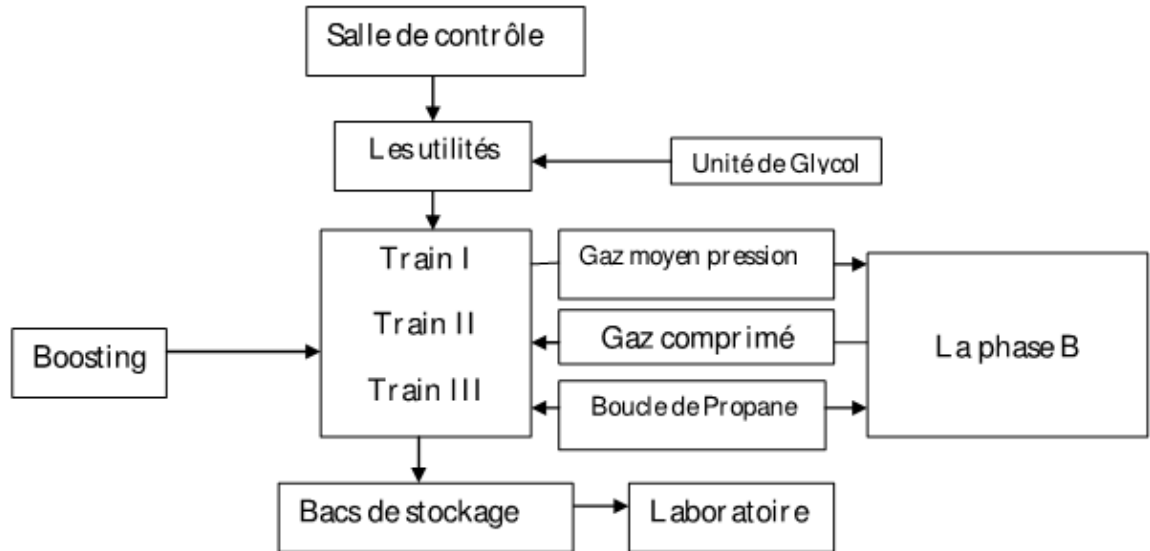 Salle de contrôle
Les utilités
Unité de Glycol
Train I
Gaz moyen pression
Train II
Gaz comprimé
La phase B
Boosting
Train III
Boucle de Propane
Bacs de stockage
Laboratoire